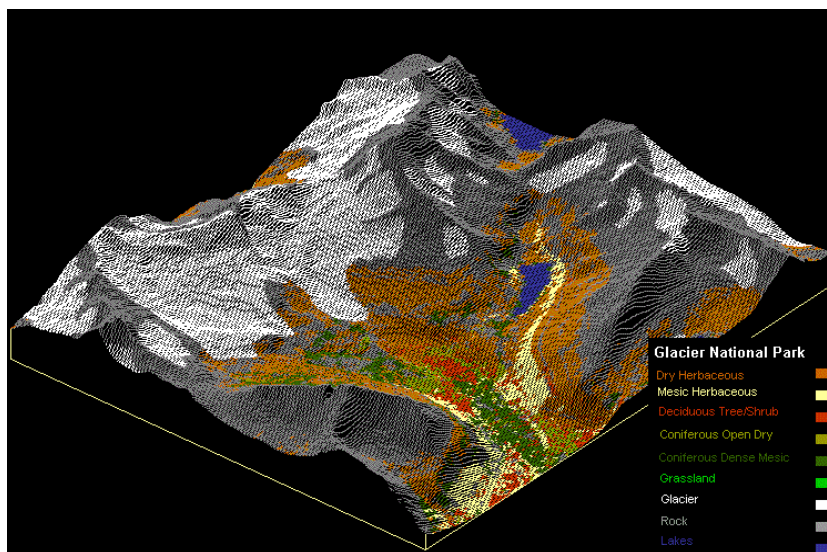 Glacier National Park
Dry Herbaceous
Mesic Herbaceous
Deciduous Tree/Shrub
Coniferous Open Dry
Coniferous Dense Mesic
Grassland
Glacier
Rock
Lakes